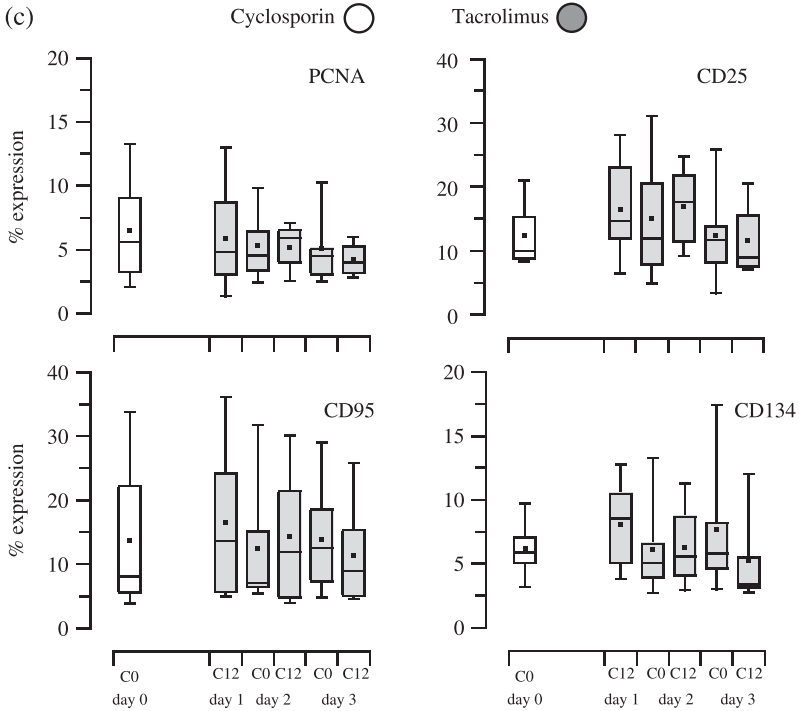 (c) Cyclosporin Tacrolimus
PCNA
% expression
20
15
10
5
0
CD25
40
30
20
10
0
CD95
% expression
40
30
20
10
0
C0 C12 C0 C12 C0 C12
day 0 day 1 day 2 day 3
CD134
20
15
10
5
0
C0 C12 C0 C12 C0 C12
day 0 day 1 day 2 day 3